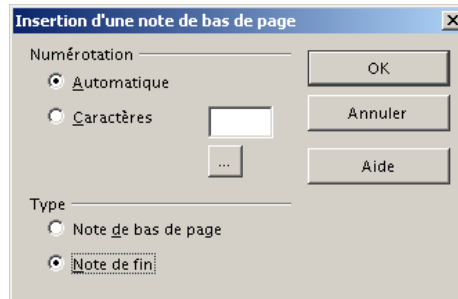 Insertion d'une note de bas de page
Numérotation
Automatique
Caractères
...
OK
Annuler
Aide
Type
Note de bas de page
Note de fin